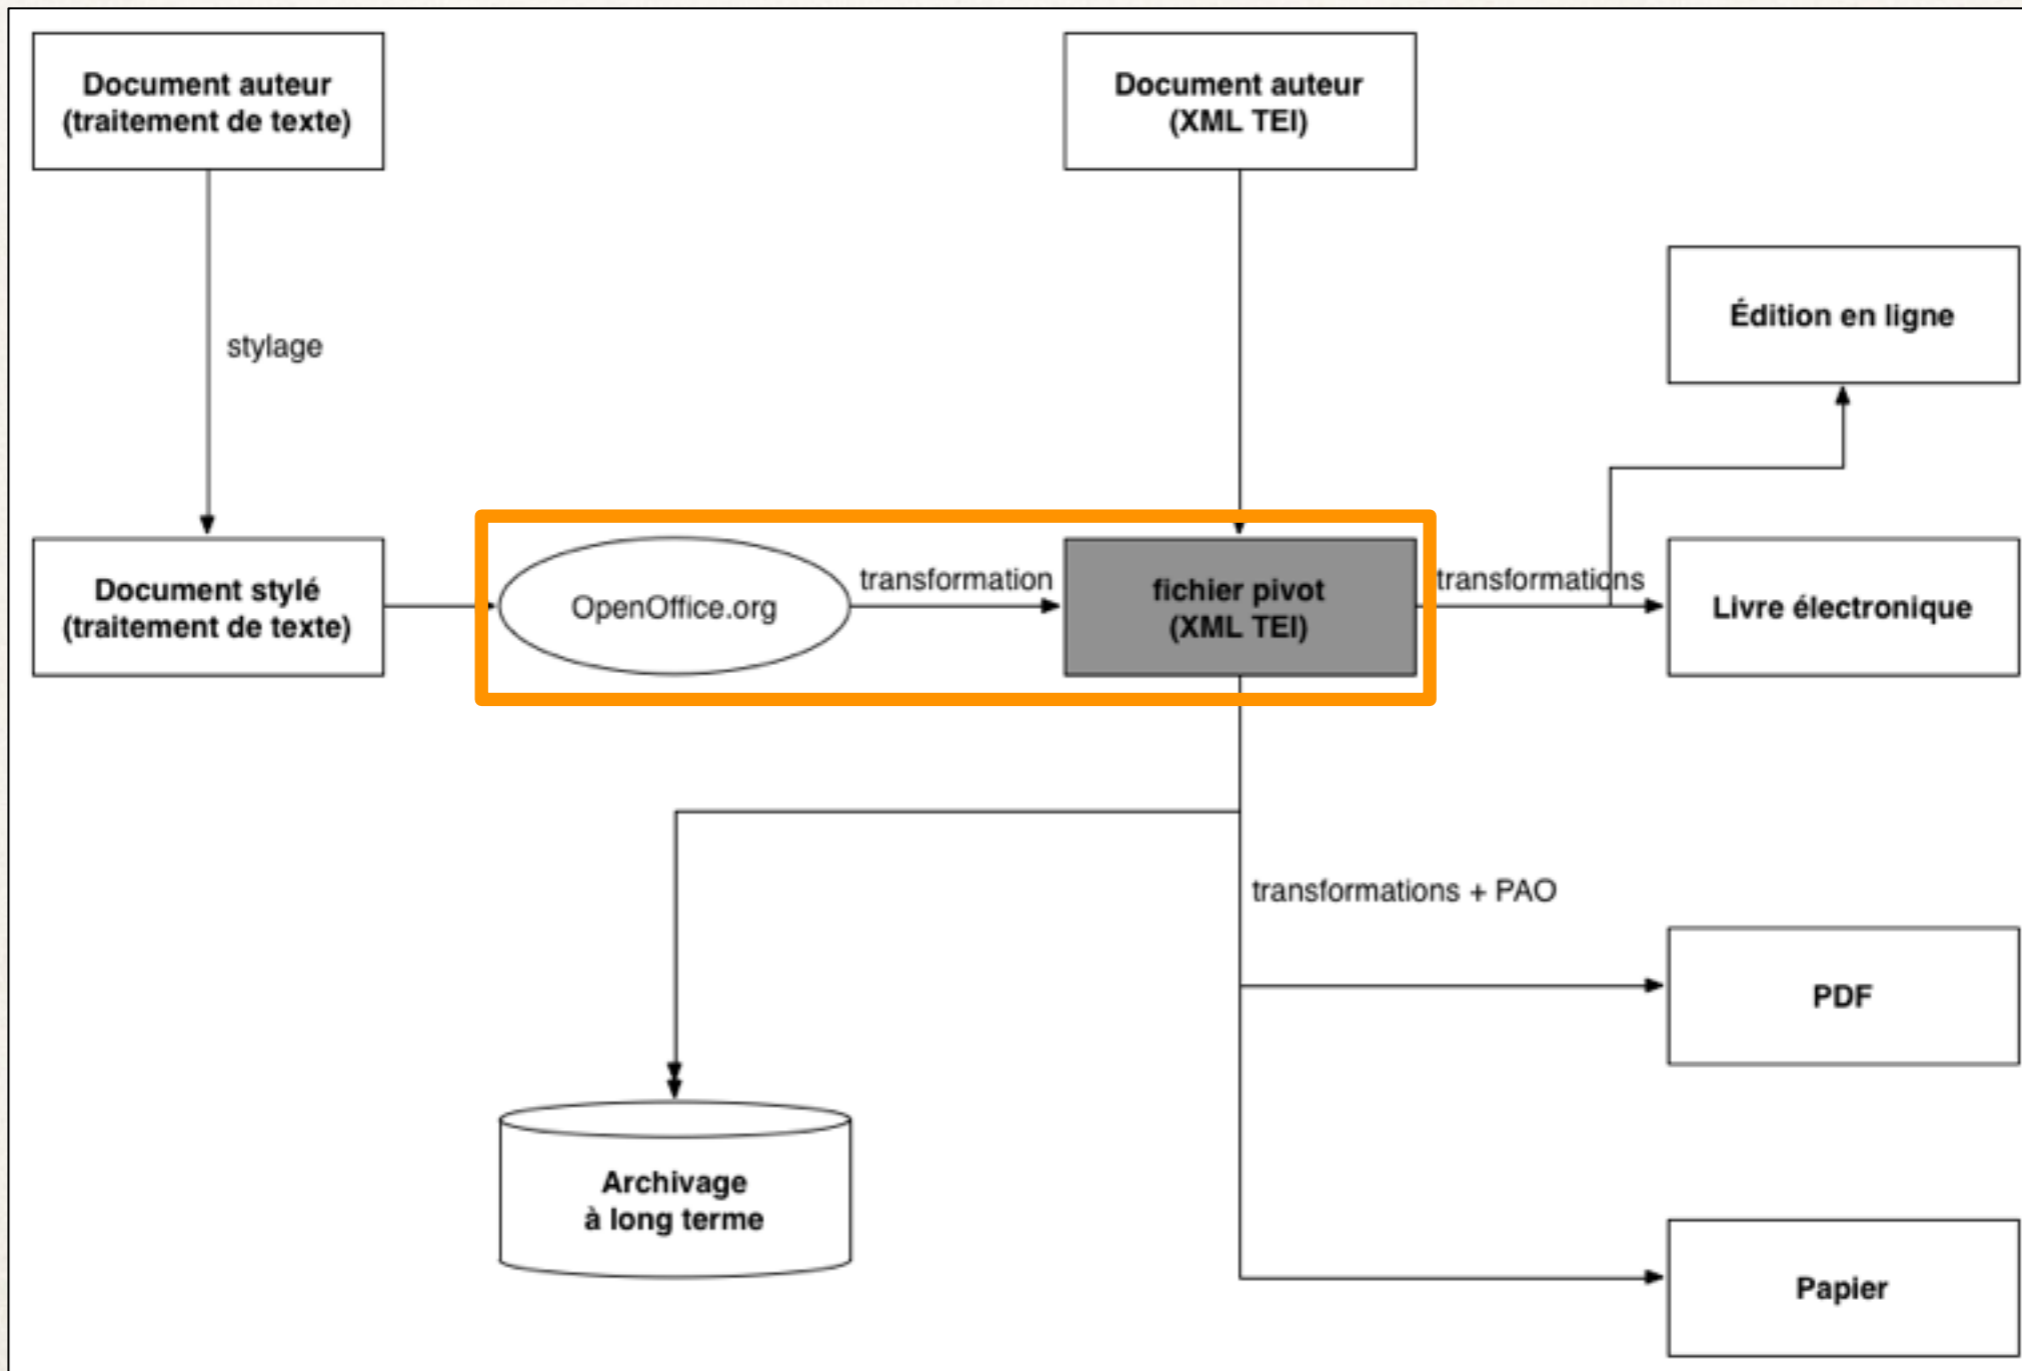 Document auteur
(traitement de texte)
Document auteur
(XML TEI)
Édition en ligne
stylage
Document stylé
(traitement de texte)
OpenOffice.org
transformation
fichier pivot
(XML TEI)
transformations
Livre électronique
transformations + PAO
PDF
Archivage
à long terme
Papier